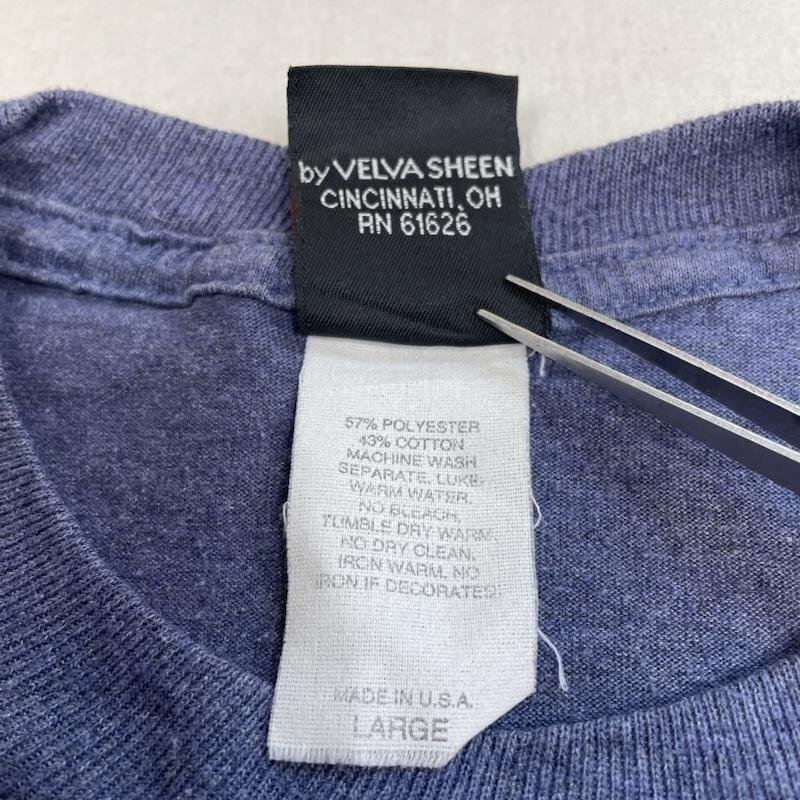 by VELVA SHEEN
CINCINNATI, OH
RN 61626
57% POLYESTER
43% COTTON
MACHINE WASH
SEPARATE, LUKE-
WARM WATER.
NO BLEACH.
TUMBLE DRY WARM.
NO DRY CLEAN.
IRON WARM. NO
IRON IF DECORATED.
MADE IN U.S.A.
LARGE